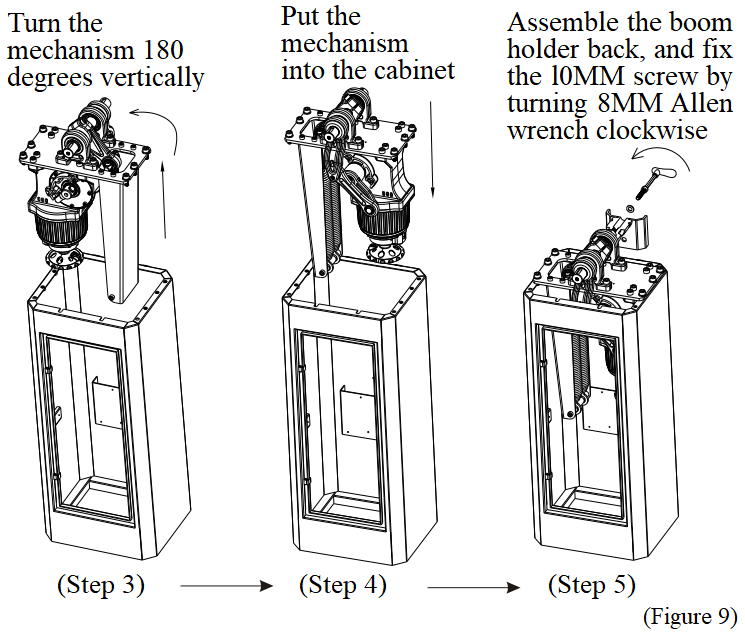 Turn the
mechanism 180
degrees vertically
Put the
mechanism
into the cabinet
Assemble the boom
holder back, and fix
the 10MM screw by
turning 8MM Allen
wrench clockwise
(Step 3)
(Step 4)
(Step 5)
(Figure 9)